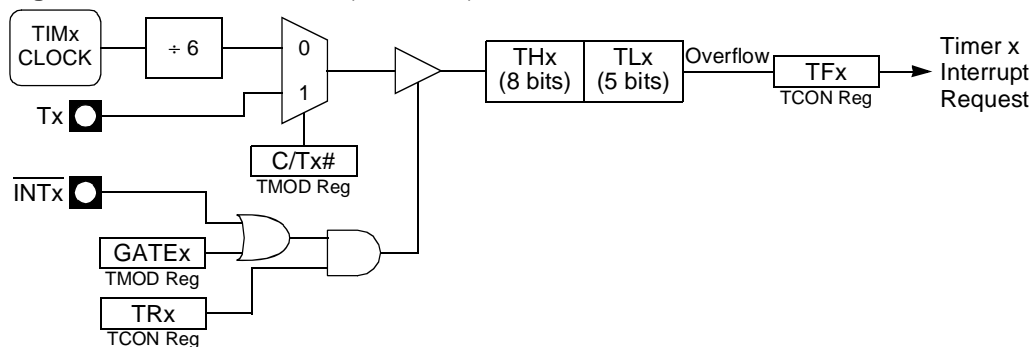 TIMx
CLOCK
÷ 6
0
1
Tx
C/Tx#
TMOD Reg
THx
(8 bits)
TLx
(5 bits)
Overflow
TFx
TCON Reg
Timer x
Interrupt
Request
INTx
GATEx
TMOD Reg
TRx
TCON Reg